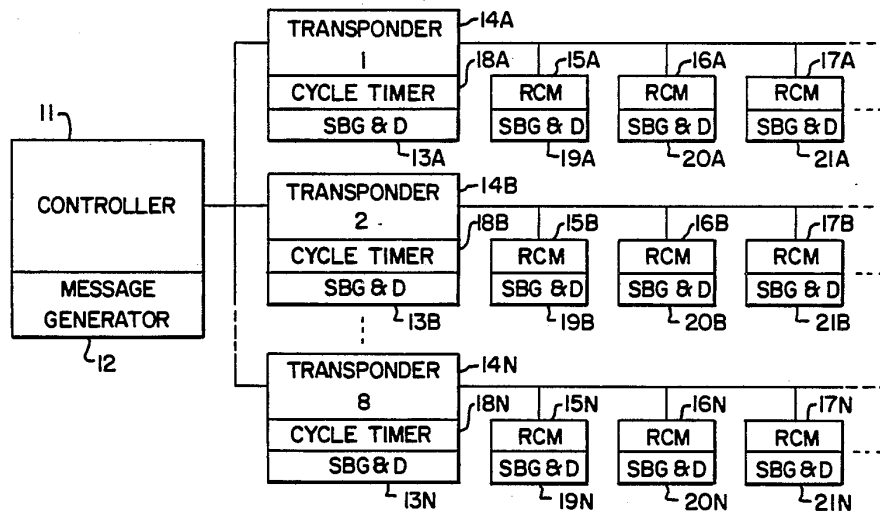 TRANSPONDER 14A
1 18A 15A 16A 17A
CYCLE TIMER RCM RCM RCM
11 SBG & D SBG & D SBG & D SBG & D
13A 19A 20A 21A
CONTROLLER TRANSPONDER 14B
2 18B 15B 16B 17B
CYCLE TIMER RCM RCM RCM
MESSAGE SBG & D SBG & D SBG & D SBG & D
GENERATOR 13B 19B 20B 21B
12
TRANSPONDER 14N
8 18N 15N 16N 17N
CYCLE TIMER RCM RCM RCM
SBG & D SBG & D SBG & D SBG & D
13N 19N 20N 21N